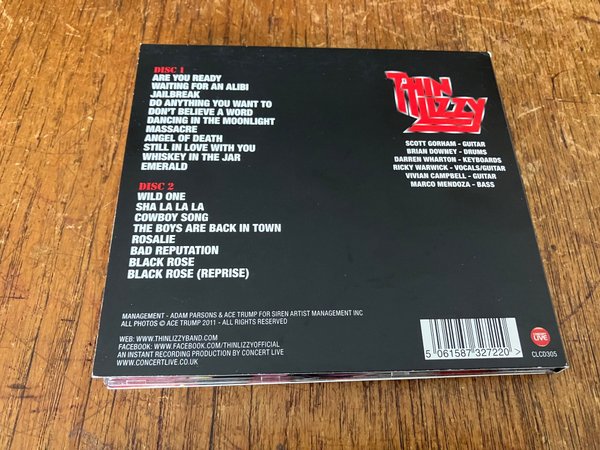 DISC 1
ARE YOU READY
WAITING FOR AN ALIBI
JAILBREAK
DO ANYTHING YOU WANT TO
DON'T BELIEVE A WORD
DANCING IN THE MOONLIGHT
MASSACRE
ANGEL OF DEATH
STILL IN LOVE WITH YOU
WHISKEY IN THE JAR
EMERALD
DISC 2
WILD ONE
SHA LA LA LA
COWBOY SONG
THE BOYS ARE BACK IN TOWN
ROSALIE
BAD REPUTATION
BLACK ROSE
BLACK ROSE (REPRISE)
THIN
LIZZY
SCOTT GORHAM - GUITAR
BRIAN DOWNEY - DRUMS
DARREN WHARTON - KEYBOARDS
RICKY WARWICK - VOCALS/GUITAR
VIVIAN CAMPBELL - GUITAR
MARCO MENDOZA - BASS
MANAGEMENT - ADAM PARSONS & ACE TRUMP FOR SIREN ARTIST MANAGEMENT INC
ALL PHOTOS © ACE TRUMP 2011 - ALL RIGHTS RESERVED
WEB: WWW.THINLIZZYBAND.COM
FACEBOOK: WWW.FACEBOOK.COM/THINLIZZYOFFICIAL
AN INSTANT RECORDING PRODUCTION BY CONCERT LIVE
WWW.CONCERTLIVE.CO.UK
5 061587 327220 >
LIVE
CLCD305